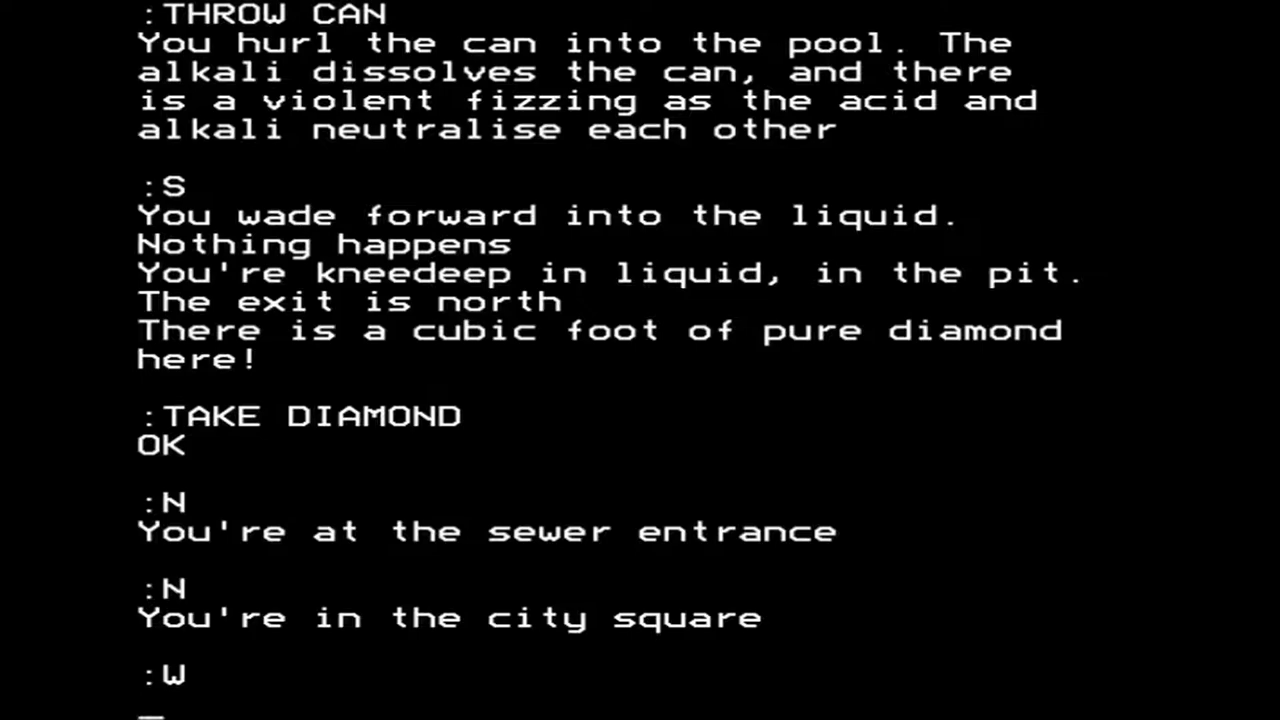 :THROW CAN
You hurl the can into the pool. The
alkali dissolves the can, and there
is a violent fizzing as the acid and
alkali neutralise each other
:S
You wade forward into the liquid.
Nothing happens
You're kneedeep in liquid, in the pit.
The exit is north
There is a cubic foot of pure diamond
here!
:TAKE DIAMOND
OK
:N
You're at the sewer entrance
:N
You're in the city square
:W